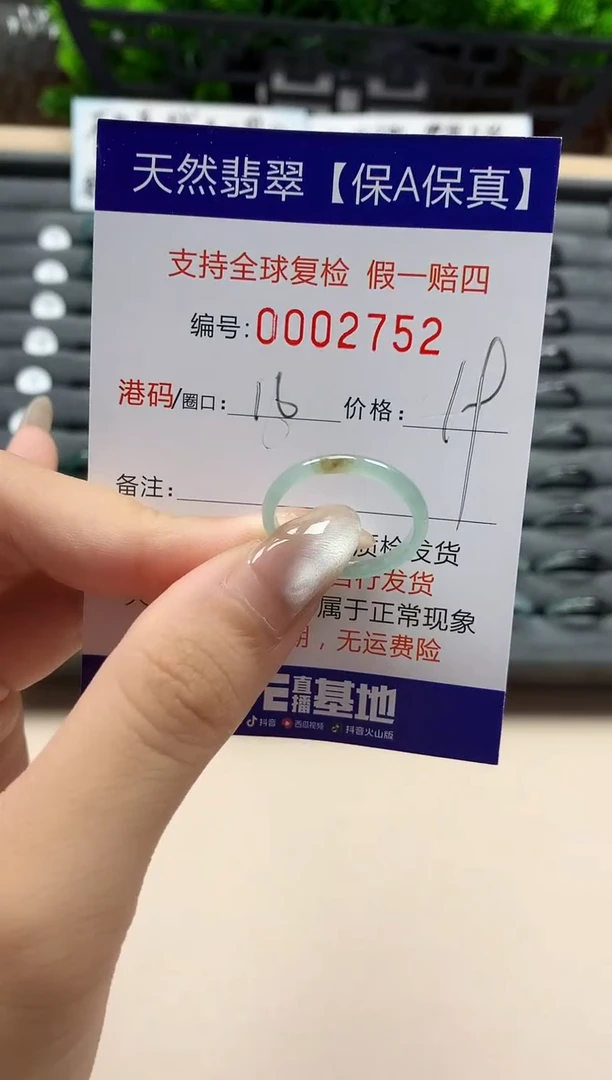 天然翡翠【保A保真】
支持全球复检 假一赔四
编号:0002752
港码/圈口: 16 价格:
备注:
质检发货
当行发货
属于正常现象
,无运费险
直播基地
抖音 西瓜视频 抖音火山版